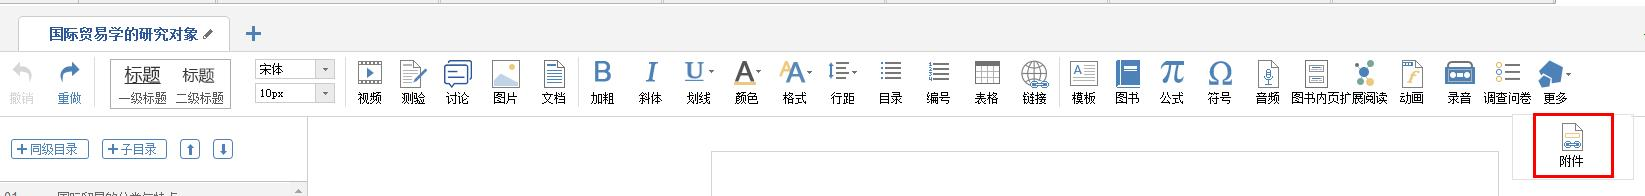 国际贸易学的研究对象
标题 标题 宋体
一级标题 二级标题 10px
撤销 重做 视频 测验 讨论 图片 文档 加粗 斜体 划线 颜色 格式 行距 目录 编号 表格 链接 模板 图书 公式 符号 音频 图书内页 扩展阅读 动画 录音 调查问卷 更多
同级目录 子目录
附件